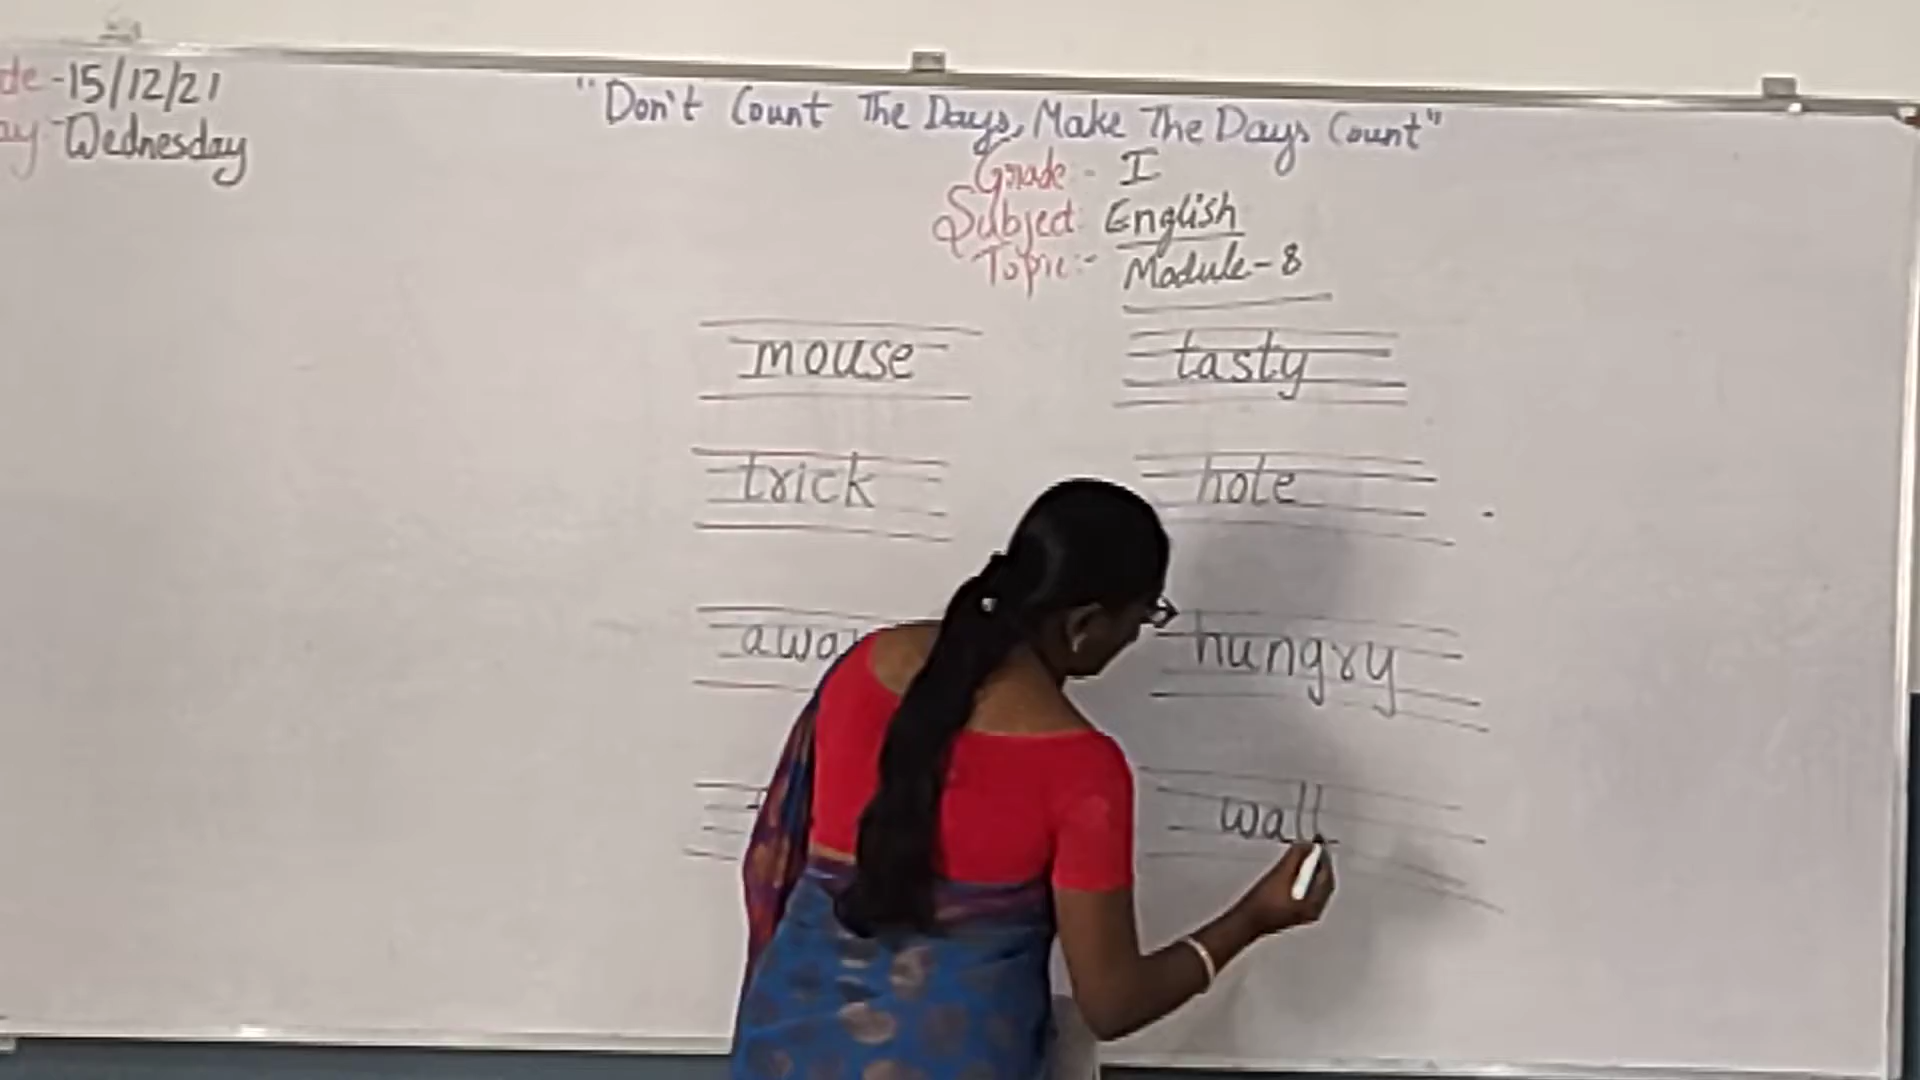 15/12/21
Wednesday
"Don't Count The Days, Make The Days Count"
Grade:- I
Subject: English
Topic:- Module-8
mouse tasty
trick hole
hungry
wall